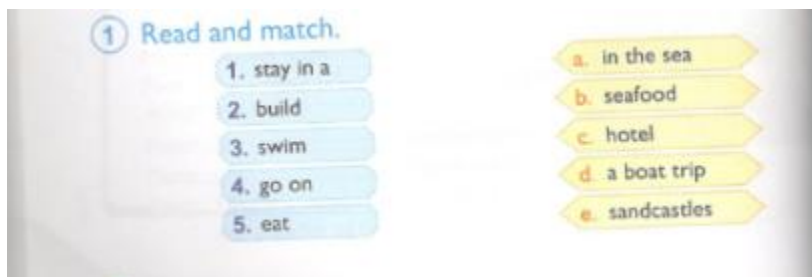 1 Read and match.
1. stay in a
2. build
3. swim
4. go on
5. eat
a. in the sea
b. seafood
c. hotel
d. a boat trip
e. sandcastles